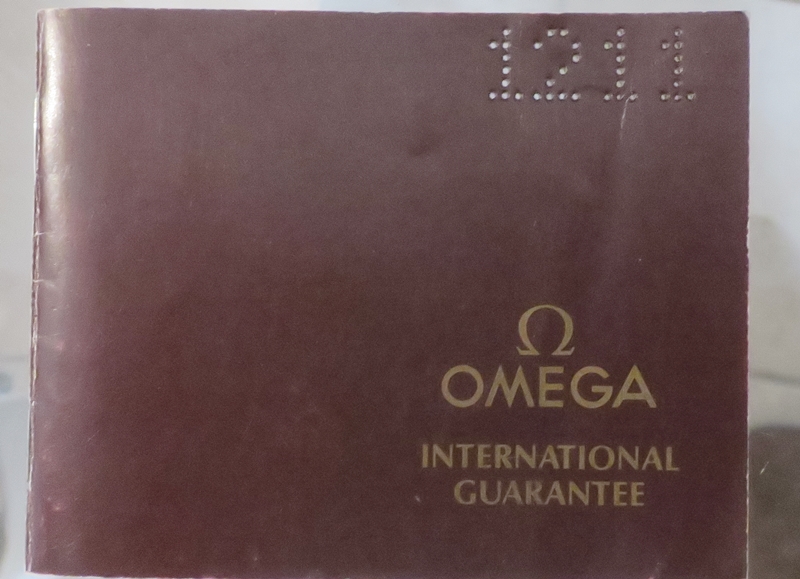 1211
Ω
OMEGA
INTERNATIONAL
GUARANTEE